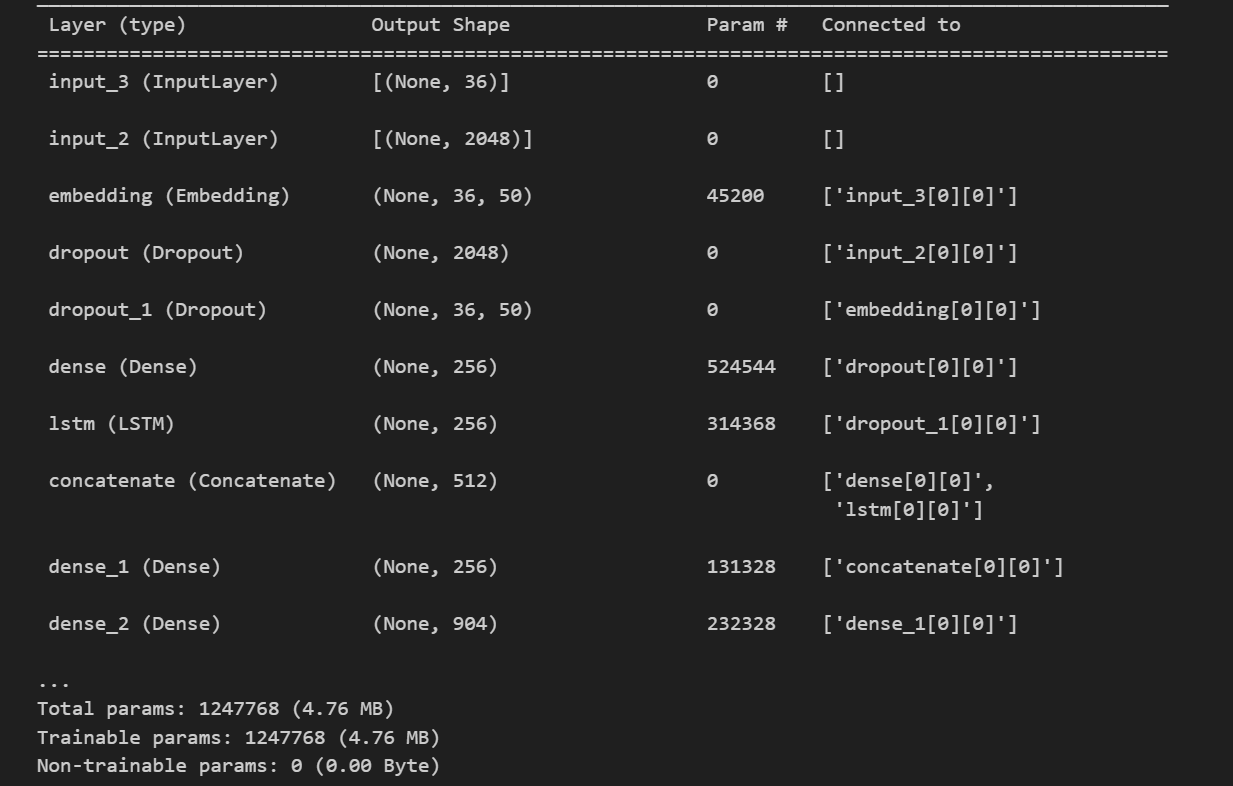 Layer (type) Output Shape Param # Connected to
==================================================================================================
input_3 (InputLayer) [(None, 36)] 0 []
input_2 (InputLayer) [(None, 2048)] 0 []
embedding (Embedding) (None, 36, 50) 45200 ['input_3[0][0]']
dropout (Dropout) (None, 2048) 0 ['input_2[0][0]']
dropout_1 (Dropout) (None, 36, 50) 0 ['embedding[0][0]']
dense (Dense) (None, 256) 524544 ['dropout[0][0]']
lstm (LSTM) (None, 256) 314368 ['dropout_1[0][0]']
concatenate (Concatenate) (None, 512) 0 ['dense[0][0]',
'lstm[0][0]']
dense_1 (Dense) (None, 256) 131328 ['concatenate[0][0]']
dense_2 (Dense) (None, 904) 232328 ['dense_1[0][0]']
...
Total params: 1247768 (4.76 MB)
Trainable params: 1247768 (4.76 MB)
Non-trainable params: 0 (0.00 Byte)